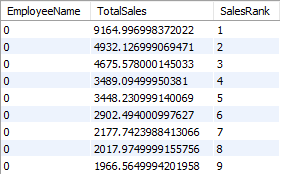 EmployeeName TotalSales SalesRank
0 9164.996998372022 1
0 4932.126999069471 2
0 4675.578000145033 3
0 3489.09499950381 4
0 3448.230999140069 5
0 2902.494000997627 6
0 2177.7423988413066 7
0 2017.9749999155756 8
0 1966.5649994201958 9